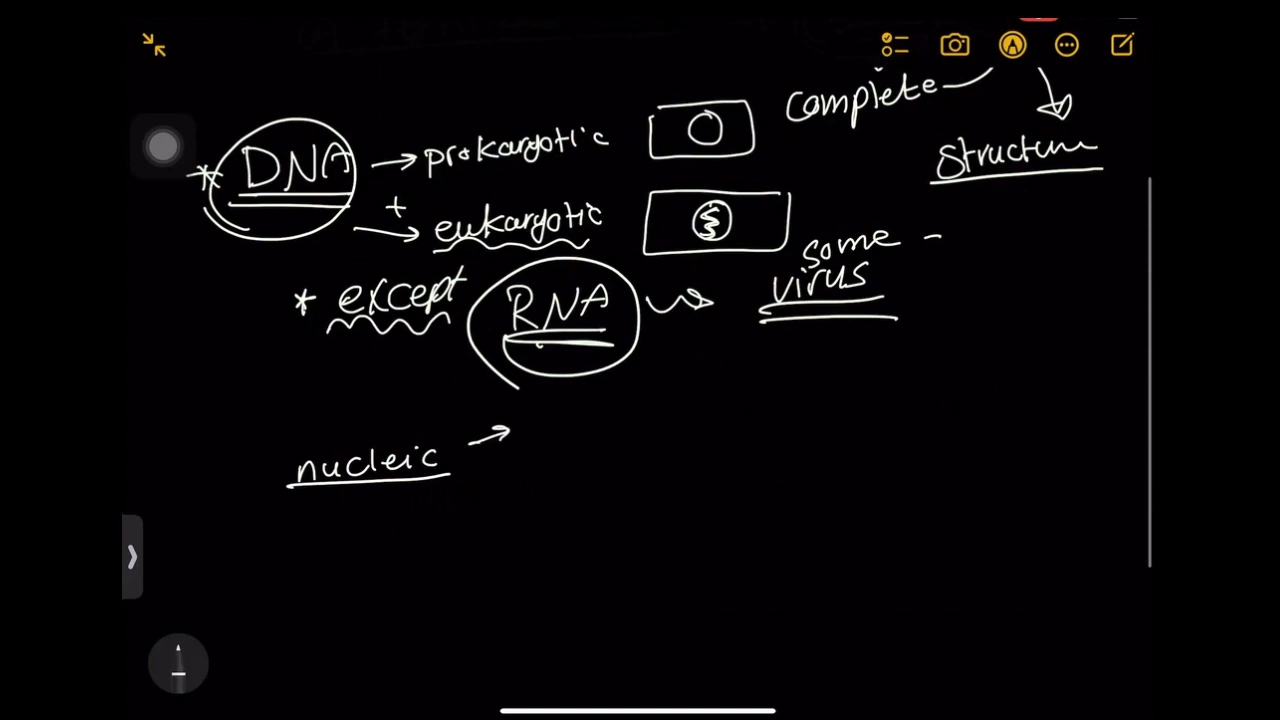 complete
* DNA → prokaryotic
structure
+
→ eukaryotic
some -
* except RNA → virus
nucleic →